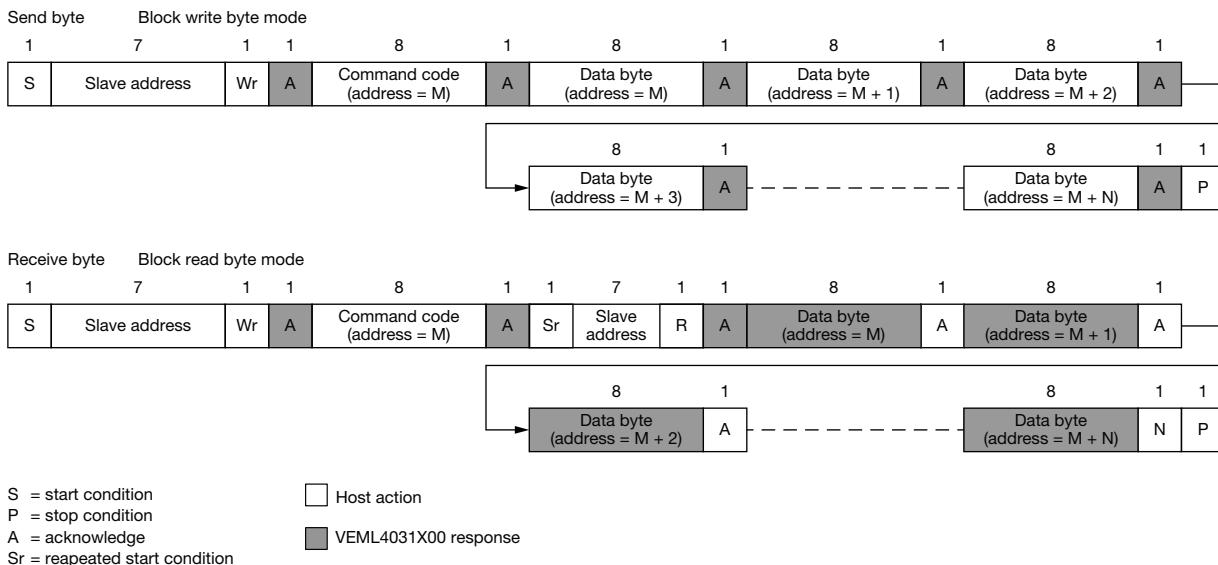 Send byte Block write byte mode
1 7 1 1 8 1 8 1 8 1 8 1
S Slave address Wr A Command code (address = M) A Data byte (address = M) A Data byte (address = M + 1) A Data byte (address = M + 2) A
8 1 8 1 1
Data byte (address = M + 3) A Data byte (address = M + N) A P
Receive byte Block read byte mode
1 7 1 1 8 1 1 7 1 1 8 1 8 1
S Slave address Wr A Command code (address = M) A Sr Slave address R A Data byte (address = M) A Data byte (address = M + 1) A
8 1 8 1 1
Data byte (address = M + 2) A Data byte (address = M + N) N P
S = start condition
P = stop condition
A = acknowledge
Sr = reapeated start condition
Host action
VEML4031X00 response